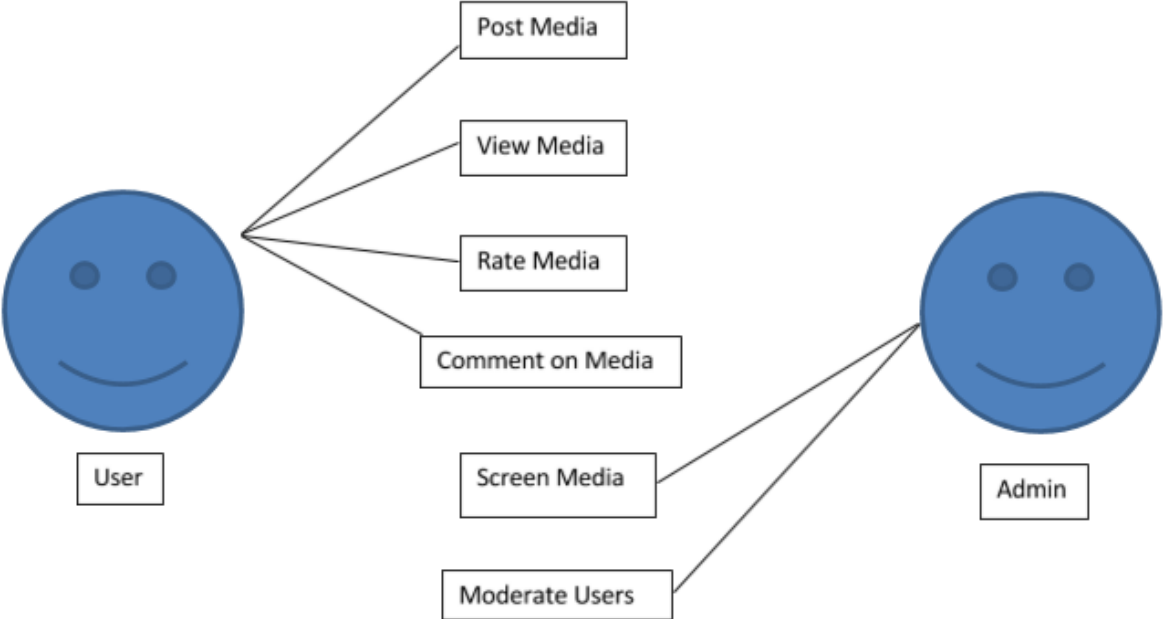 Post Media
View Media
Rate Media
Comment on Media
User
Screen Media
Admin
Moderate Users